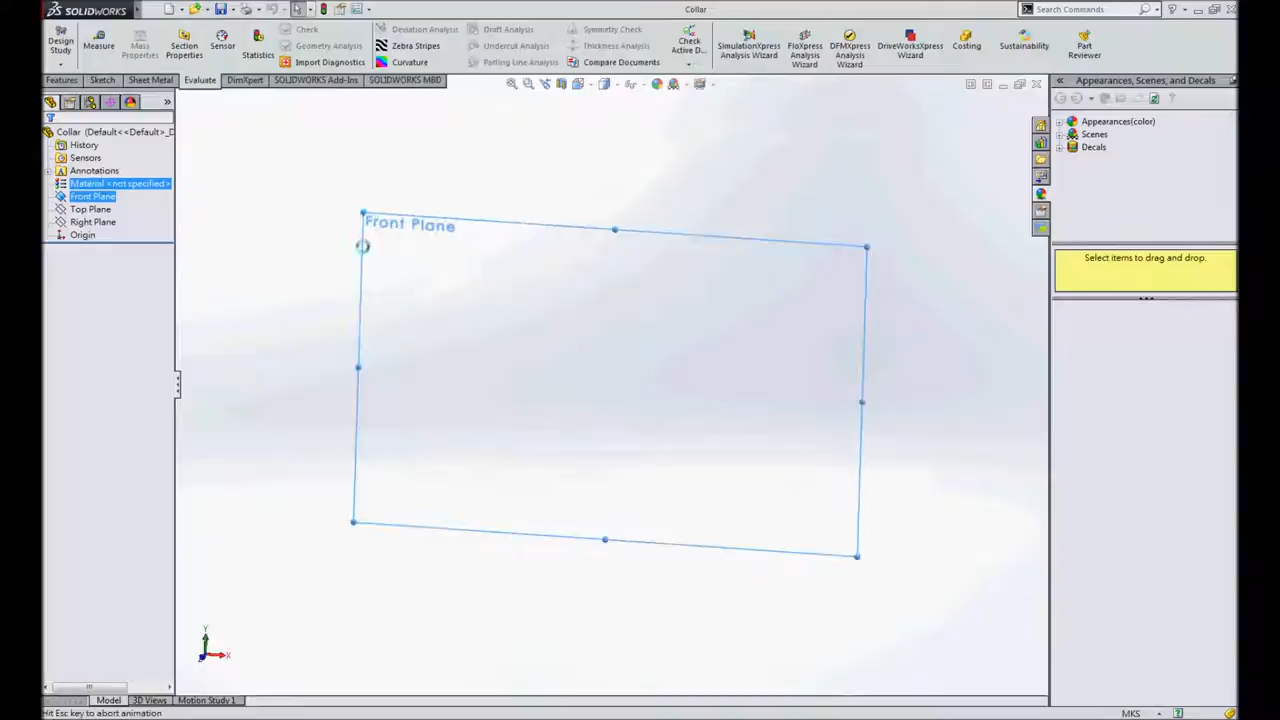 SOLIDWORKS
Collar
Search Commands
Design Study
Measure
Mass Properties
Section Properties
Sensor
Statistics
Check
Geometry Analysis
Import Diagnostics
Deviation Analysis
Zebra Stripes
Curvature
Draft Analysis
Undercut Analysis
Parting Line Analysis
Symmetry Check
Thickness Analysis
Compare Documents
Check Active D...
SimulationXpress Analysis Wizard
FloXpress Analysis Wizard
DFMXpress Analysis Wizard
DriveWorksXpress Wizard
Costing
Sustainability
Part Reviewer
Features
Sketch
Sheet Metal
Evaluate
DimXpert
SOLIDWORKS Add-Ins
SOLIDWORKS MBD
Appearances, Scenes, and Decals
Collar (Default<<Default>_D
History
Sensors
Annotations
Material <not specified>
Front Plane
Top Plane
Right Plane
Origin
Front Plane
Appearances(color)
Scenes
Decals
Select items to drag and drop.
Y
X
Model
3D Views
Motion Study 1
Hit Esc key to abort animation
MKS